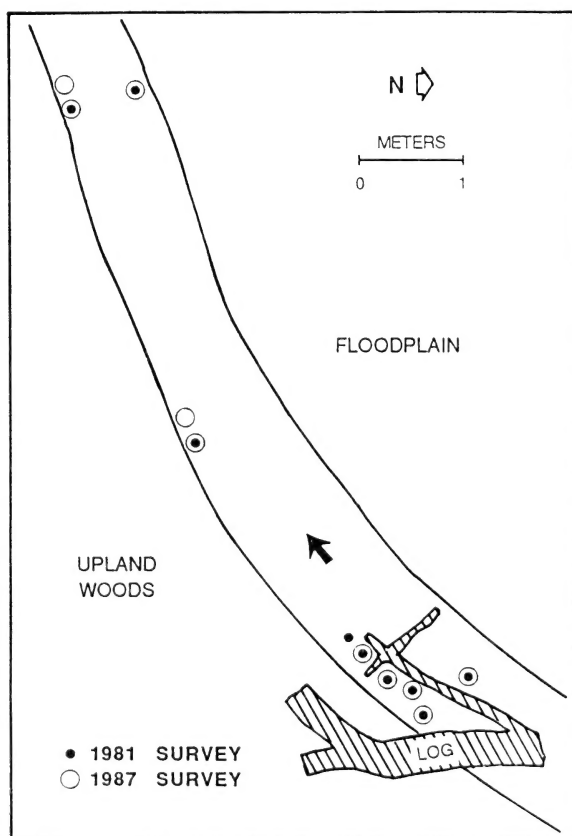 N
METERS
0 1
FLOODPLAIN
UPLAND
WOODS
LOG
1981 SURVEY
1987 SURVEY